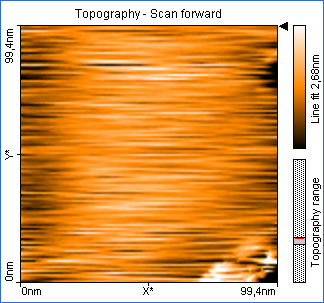 Topography - Scan forward
99,4nm
Y*
0nm
0nm
X*
99,4nm
Line fit 2,68nm
Topography range